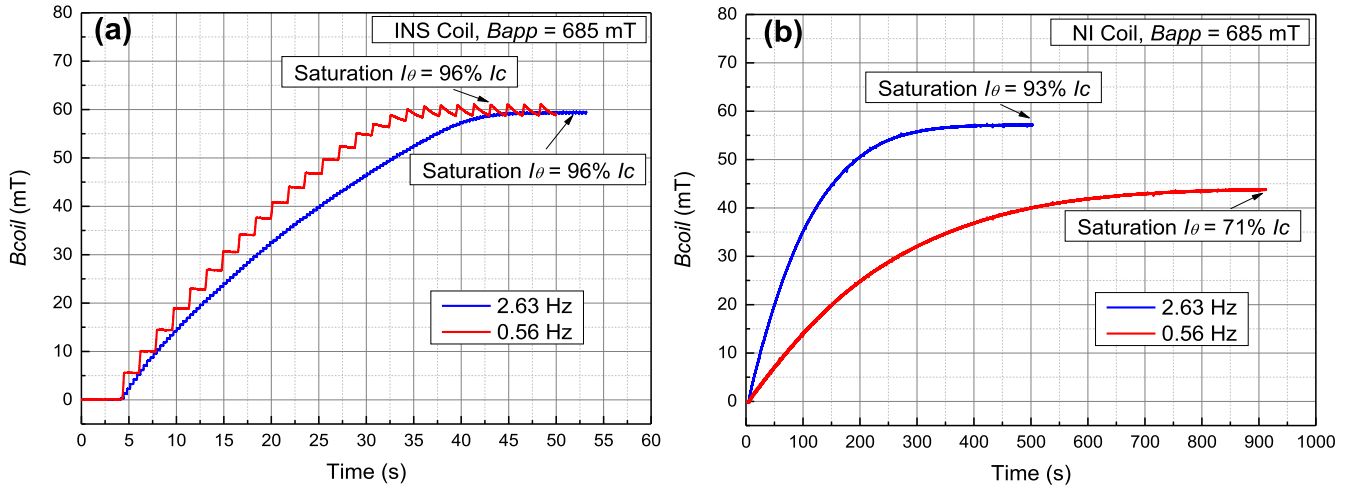 (a)
INS Coil, Bapp = 685 mT
Saturation Iθ = 96% Ic
Saturation Iθ = 96% Ic
2.63 Hz
0.56 Hz
80
70
60
50
40
30
20
10
0
Bcoil (mT)
0 5 10 15 20 25 30 35 40 45 50 55 60
Time (s)
(b)
NI Coil, Bapp = 685 mT
Saturation Iθ = 93% Ic
Saturation Iθ = 71% Ic
2.63 Hz
0.56 Hz
80
70
60
50
40
30
20
10
0
Bcoil (mT)
0 100 200 300 400 500 600 700 800 900 1000
Time (s)